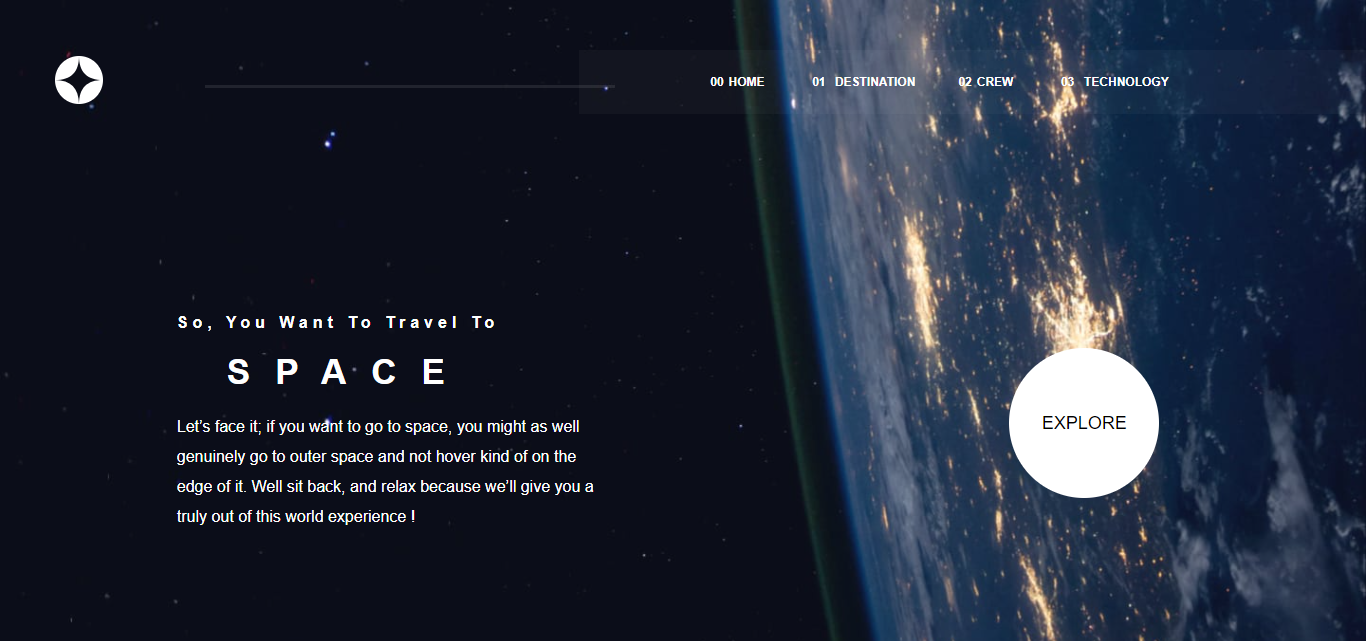 00 HOME 01 DESTINATION 02 CREW 03 TECHNOLOGY
So, You Want To Travel To
SPACE
Let’s face it; if you want to go to space, you might as well
genuinely go to outer space and not hover kind of on the
edge of it. Well sit back, and relax because we’ll give you a
truly out of this world experience !
EXPLORE